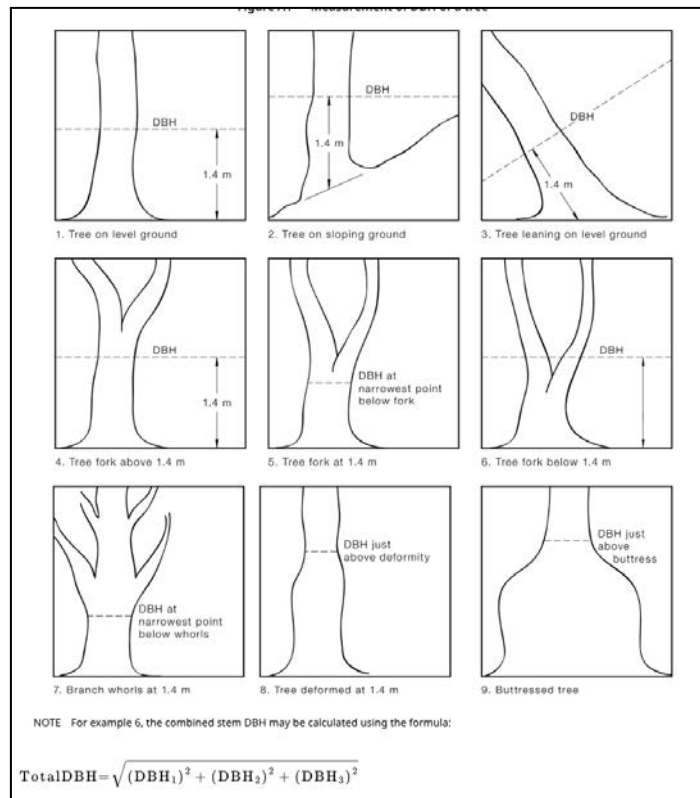 Measurement of DBH of a tree
DBH
1.4 m
1. Tree on level ground
DBH
1.4 m
2. Tree on sloping ground
DBH
1.4 m
3. Tree leaning on level ground
DBH
1.4 m
4. Tree fork above 1.4 m
DBH at
narrowest point
below fork
5. Tree fork at 1.4 m
DBH
6. Tree fork below 1.4 m
DBH at
narrowest point
below whorls
7. Branch whorls at 1.4 m
DBH just
above deformity
8. Tree deformed at 1.4 m
DBH just
above
buttress
9. Buttressed tree
NOTE For example 6, the combined stem DBH may be calculated using the formula:
TotalDBH=√(DBH₁)² + (DBH₂)² + (DBH₃)²